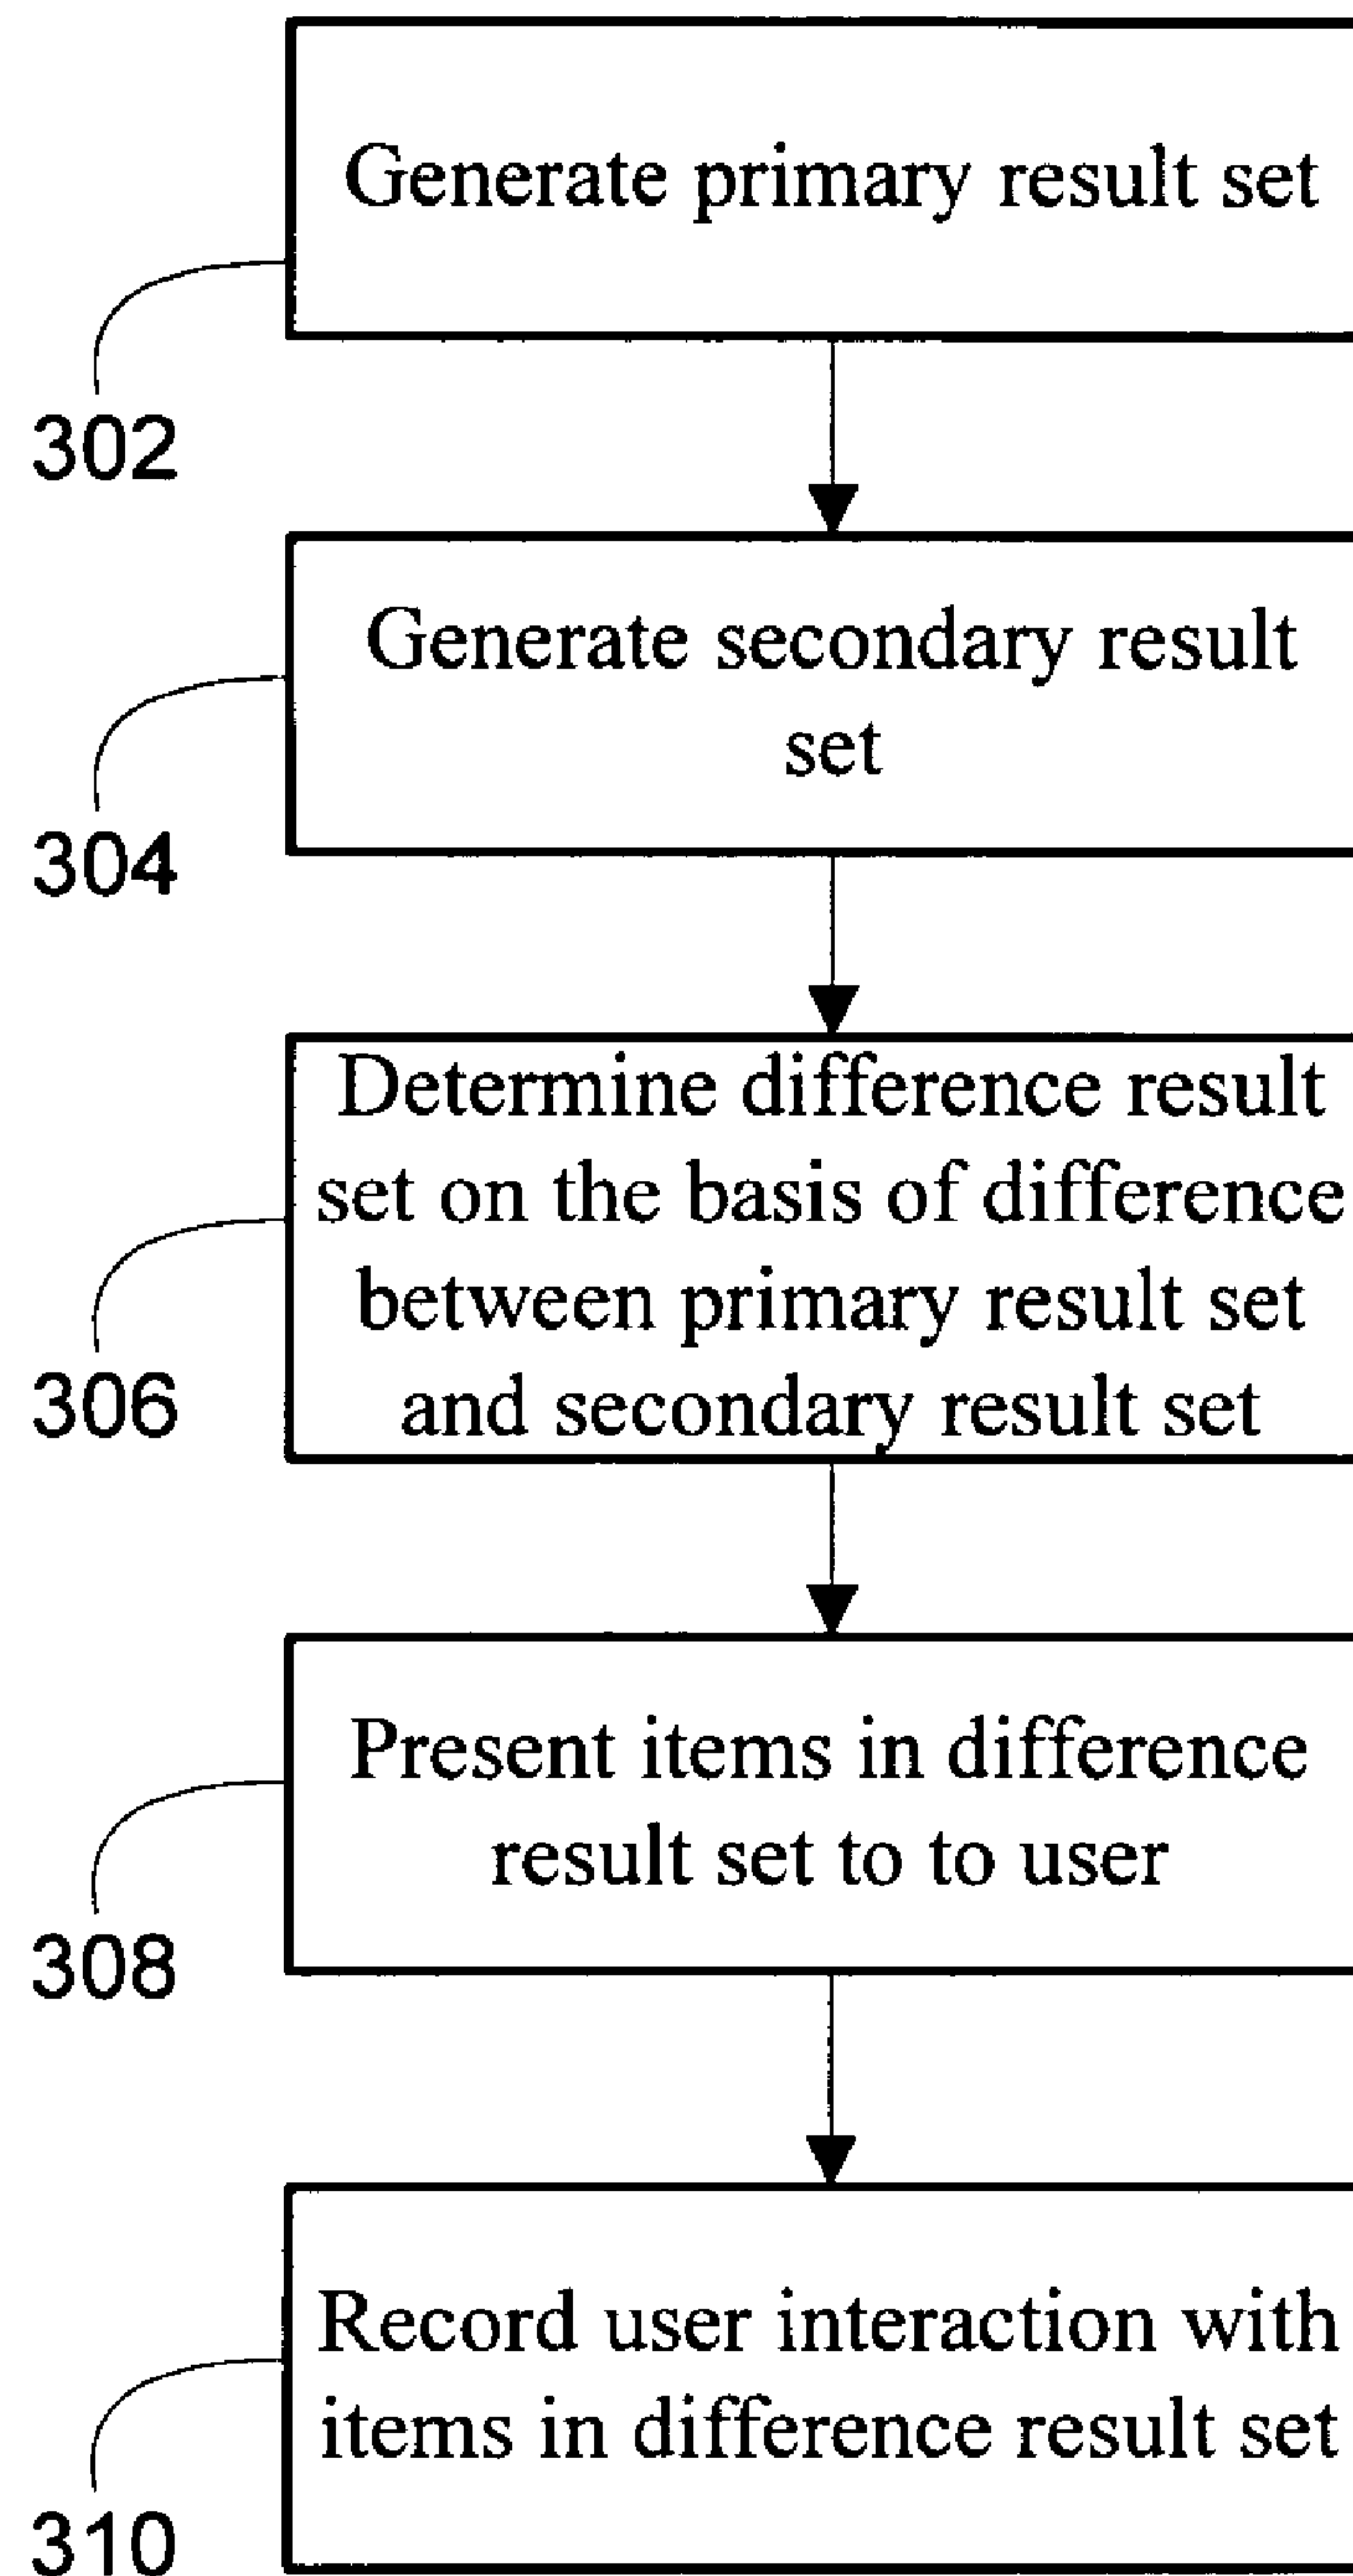 Generate primary result set
302
Generate secondary result
set
304
Determine difference result
set on the basis of difference
between primary result set
and secondary result set
306
Present items in difference
result set to to user
308
Record user interaction with
items in difference result set
310